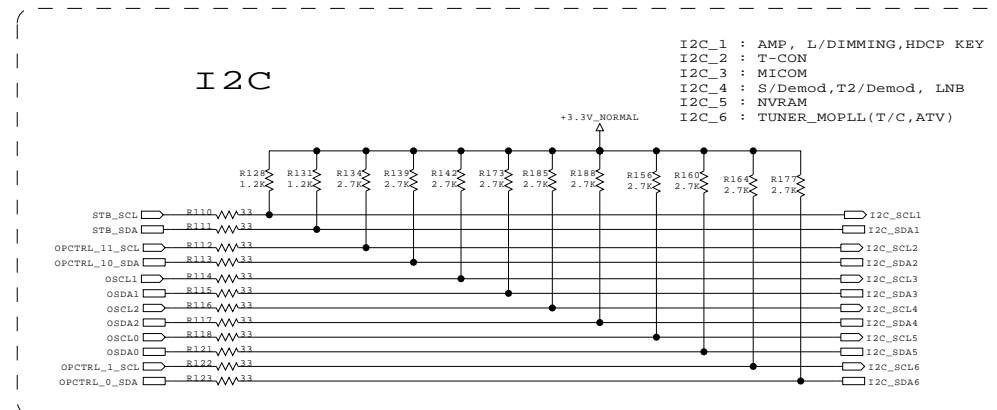 I2C_1 : AMP, L/DIMMING,HDCP KEY
I2C_2 : T-CON
I2C_3 : MICOM
I2C_4 : S/Demod,T2/Demod, LNB
I2C_5 : NVRAM
I2C_6 : TUNER_MOPLL(T/C,ATV)
I2C
+3.3V_NORMAL
R128 R131 R134 R139 R142 R173 R185 R188 R156 R160 R164 R177
1.2K 1.2K 2.7K 2.7K 2.7K 2.7K 2.7K 2.7K 2.7K 2.7K 2.7K 2.7K
STB_SCL R110 33 I2C_SCL1
STB_SDA R111 33 I2C_SDA1
OPCTRL_11_SCL R112 33 I2C_SCL2
OPCTRL_10_SDA R113 33 I2C_SDA2
OSCL1 R114 33 I2C_SCL3
OSDA1 R115 33 I2C_SDA3
OSCL2 R116 33 I2C_SCL4
OSDA2 R117 33 I2C_SDA4
OSCL0 R118 33 I2C_SCL5
OSDA0 R121 33 I2C_SDA5
OPCTRL_1_SCL R122 33 I2C_SCL6
OPCTRL_0_SDA R123 33 I2C_SDA6